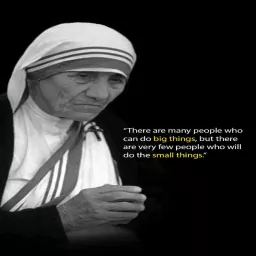 “There are many people who
can do big things, but there
are very few people who will
do the small things.”